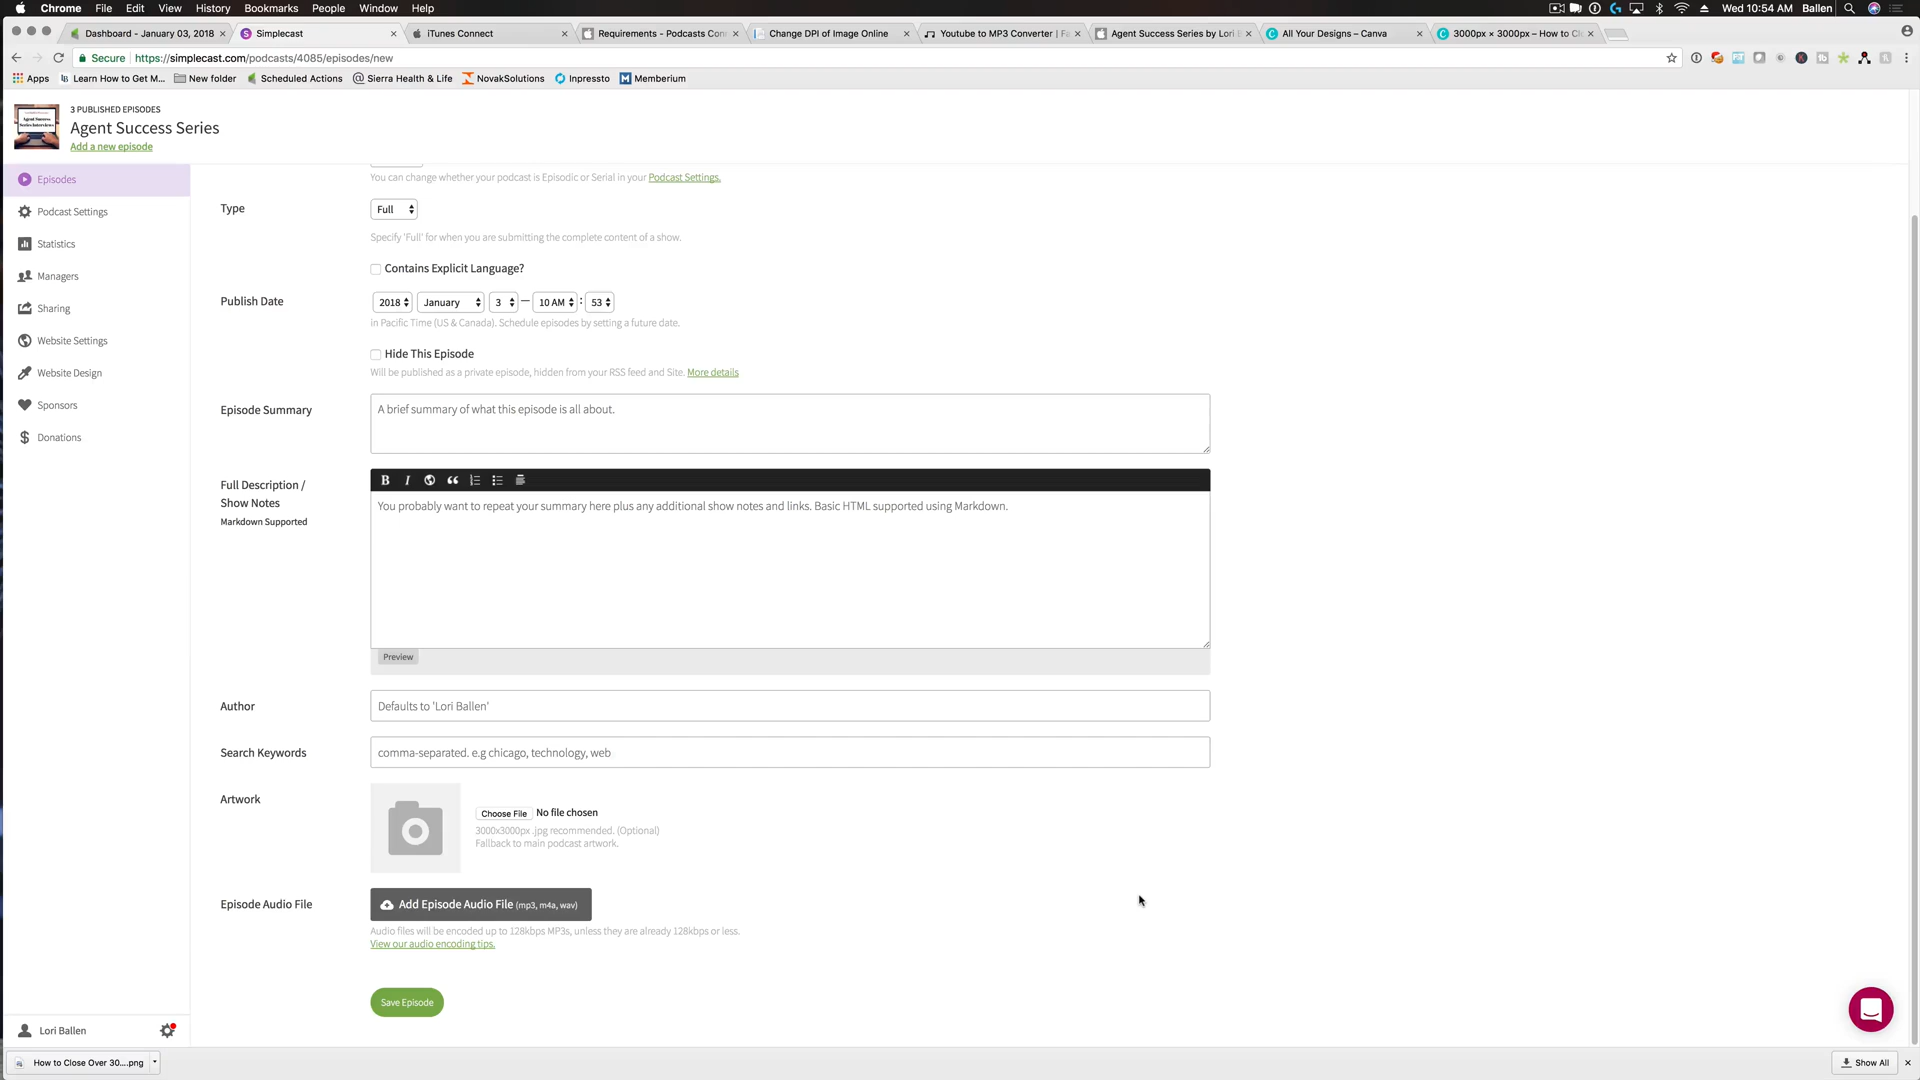 Chrome File Edit View History Bookmarks People Window Help Wed 10:54 AM Ballen
Dashboard - January 03, 2018 Simplecast iTunes Connect Requirements - Podcasts Con Change DPI of Image Online Youtube to MP3 Converter | Fa Agent Success Series by Lori B All Your Designs – Canva 3000px × 3000px – How to Cl
Secure https://simplecast.com/podcasts/4085/episodes/new
Apps Learn How to Get M... New folder Scheduled Actions Sierra Health & Life NovakSolutions Inpressto Memberium
3 PUBLISHED EPISODES
Agent Success Series
Add a new episode
Episodes
Podcast Settings
Statistics
Managers
Sharing
Website Settings
Website Design
Sponsors
Donations
You can change whether your podcast is Episodic or Serial in your Podcast Settings.
Type Full
Specify 'Full' for when you are submitting the complete content of a show.
Contains Explicit Language?
Publish Date 2018 January 3 — 10 AM : 53
in Pacific Time (US & Canada). Schedule episodes by setting a future date.
Hide This Episode
Will be published as a private episode, hidden from your RSS feed and Site. More details
Episode Summary A brief summary of what this episode is all about.
Full Description /
Show Notes
Markdown Supported
B I
You probably want to repeat your summary here plus any additional show notes and links. Basic HTML supported using Markdown.
Preview
Author Defaults to 'Lori Ballen'
Search Keywords comma-separated. e.g chicago, technology, web
Artwork
Choose File No file chosen
3000x3000px .jpg recommended. (Optional)
Fallback to main podcast artwork.
Episode Audio File Add Episode Audio File (mp3, m4a, wav)
Audio files will be encoded up to 128kbps MP3s, unless they are already 128kbps or less.
View our audio encoding tips.
Save Episode
Lori Ballen
How to Close Over 30....png Show All